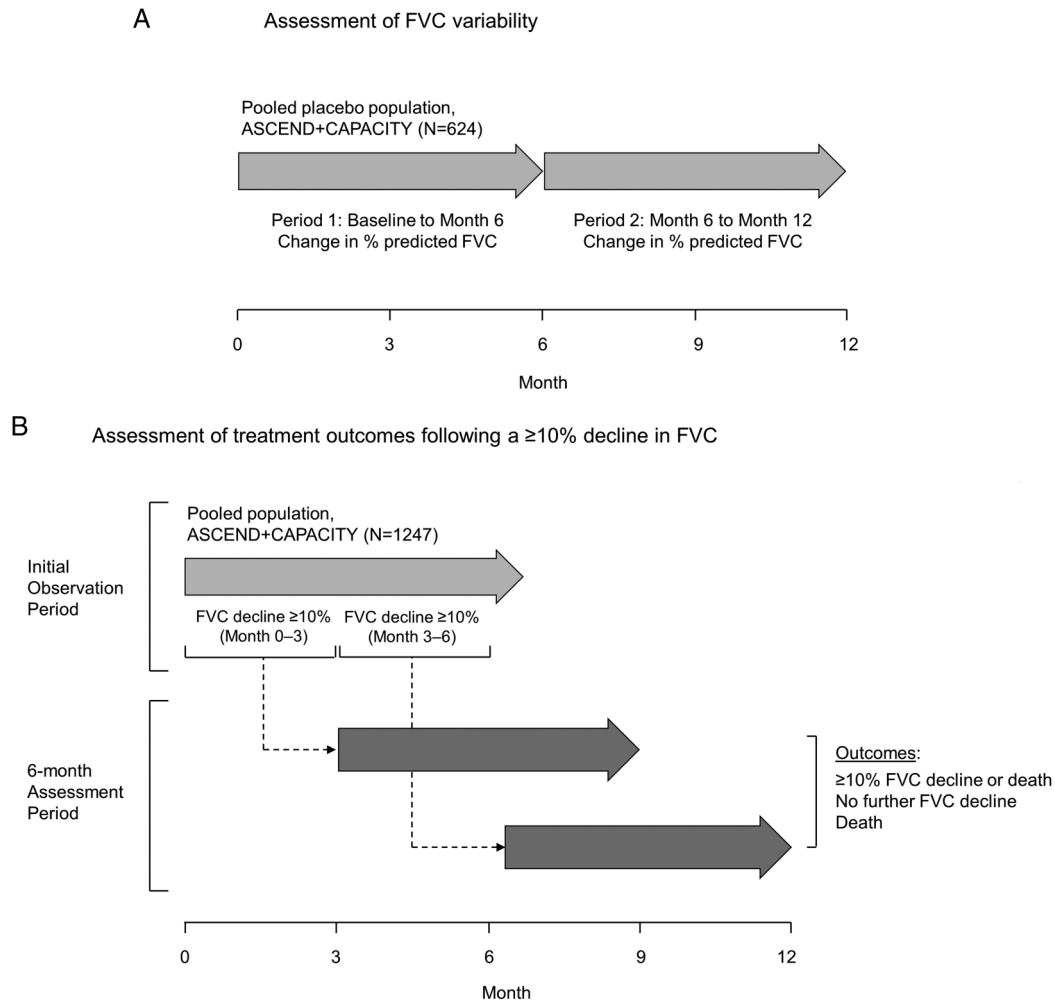 A
Assessment of FVC variability
Pooled placebo population,
ASCEND+CAPACITY (N=624)
Period 1: Baseline to Month 6
Change in % predicted FVC
Period 2: Month 6 to Month 12
Change in % predicted FVC
0 3 6 9 12
Month
B
Assessment of treatment outcomes following a ≥10% decline in FVC
Initial
Observation
Period
Pooled population,
ASCEND+CAPACITY (N=1247)
FVC decline ≥10%
(Month 0–3)
FVC decline ≥10%
(Month 3–6)
6-month
Assessment
Period
Outcomes:
≥10% FVC decline or death
No further FVC decline
Death
0 3 6 9 12
Month